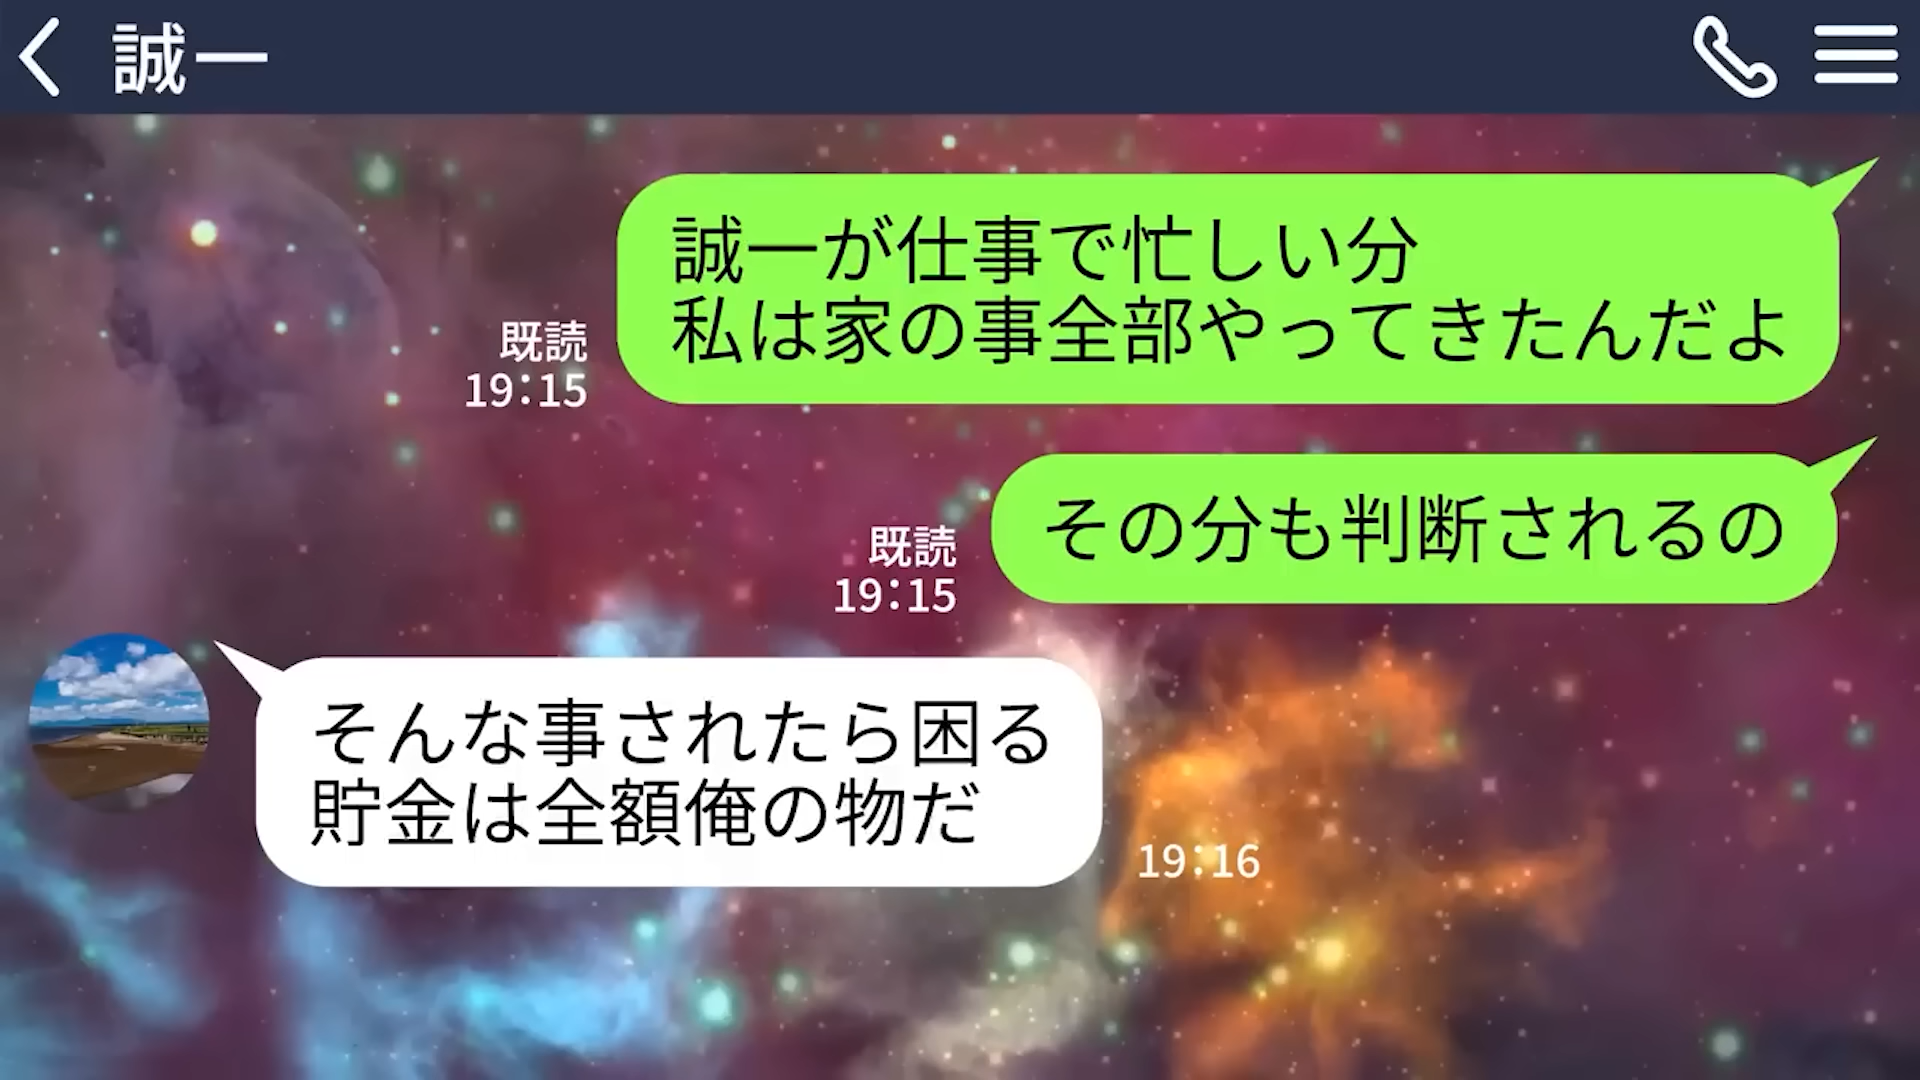 誠一
誠一が仕事で忙しい分
私は家の事全部やってきたんだよ
既読
19:15
その分も判断されるの
既読
19:15
そんな事されたら困る
貯金は全額俺の物だ
19:16